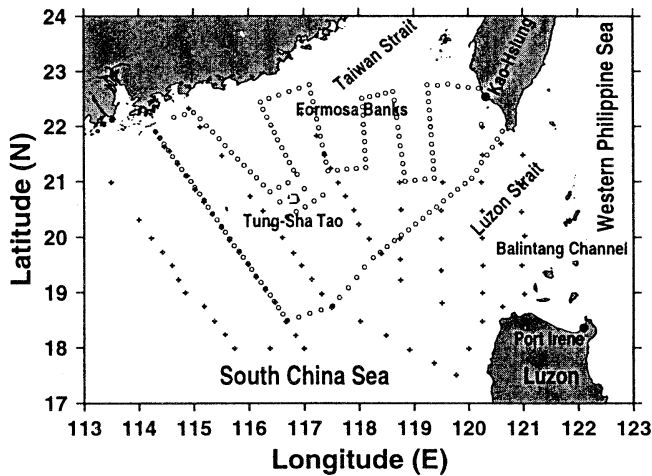 24
23
22
21
20
19
18
17
Latitude (N)
Taiwan Strait
Kao-Hsiung
Western Philippine Sea
Formosa Banks
Luzon Strait
Tung-Sha Tao
Balintang Channel
Port Irene
South China Sea
Luzon
113 114 115 116 117 118 119 120 121 122 123
Longitude (E)